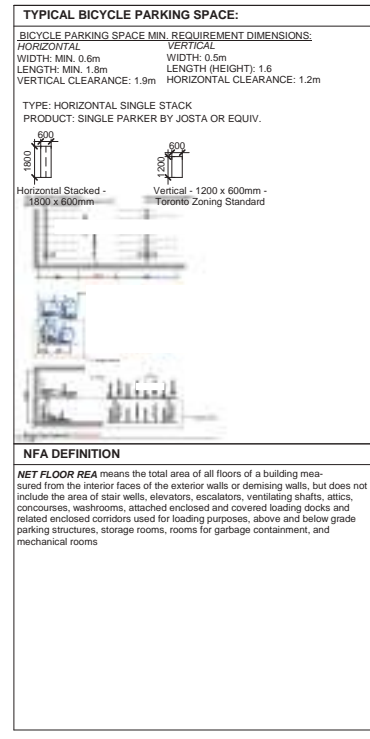 TYPICAL BICYCLE PARKING SPACE:
BICYCLE PARKING SPACE MIN. REQUIREMENT DIMENSIONS:
HORIZONTAL
WIDTH: MIN. 0.6m
LENGTH: MIN. 1.8m
VERTICAL CLEARANCE: 1.9m
VERTICAL
WIDTH: 0.5m
LENGTH (HEIGHT): 1.6
HORIZONTAL CLEARANCE: 1.2m
TYPE: HORIZONTAL SINGLE STACK
PRODUCT: SINGLE PARKER BY JOSTA OR EQUIV.
600
1800
Horizontal Stacked -
1800 x 600mm
600
1200
Vertical - 1200 x 600mm -
Toronto Zoning Standard
NFA DEFINITION
NET FLOOR REA means the total area of all floors of a building mea-
sured from the interior faces of the exterior walls or demising walls, but does not
include the area of stair wells, elevators, escalators, ventilating shafts, attics,
concourses, washrooms, attached enclosed and covered loading docks and
related enclosed corridors used for loading purposes, above and below grade
parking structures, storage rooms, rooms for garbage containment, and
mechanical rooms